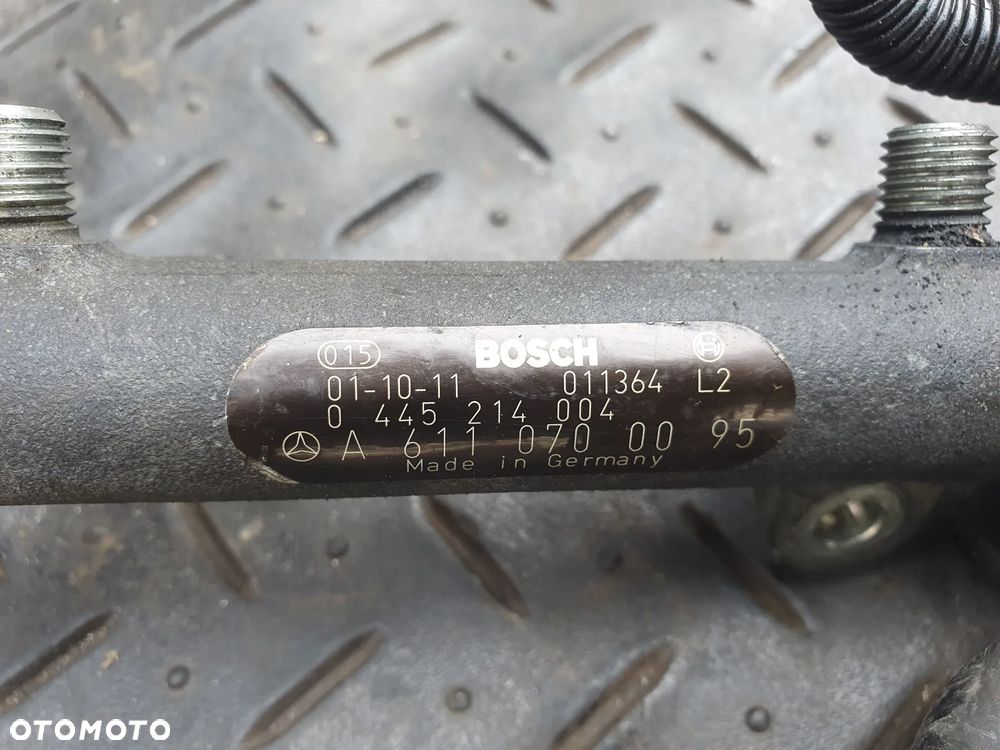 015 BOSCH
01-10-11 011364 L2
0 445 214 004
A 611 070 00 95
Made in Germany
OTOMOTO